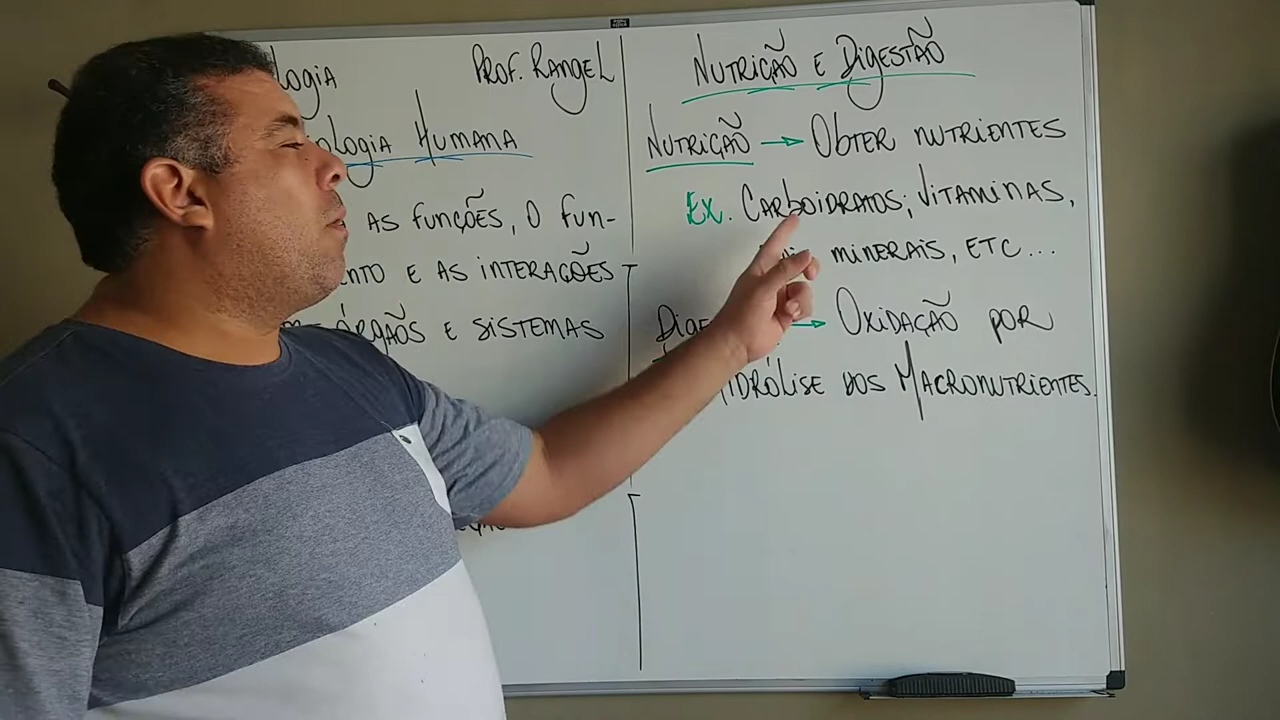 logia Prof. Rangel
ologia Humana
as funções, o fun-
nto e as interações
órgãos e sistemas
Nutrição e Digestão
Nutrição → Obter nutrientes
Ex. Carboidratos; Vitaminas,
minerais, etc...
Dige → Oxidação por
idrólise dos Macronutrientes.